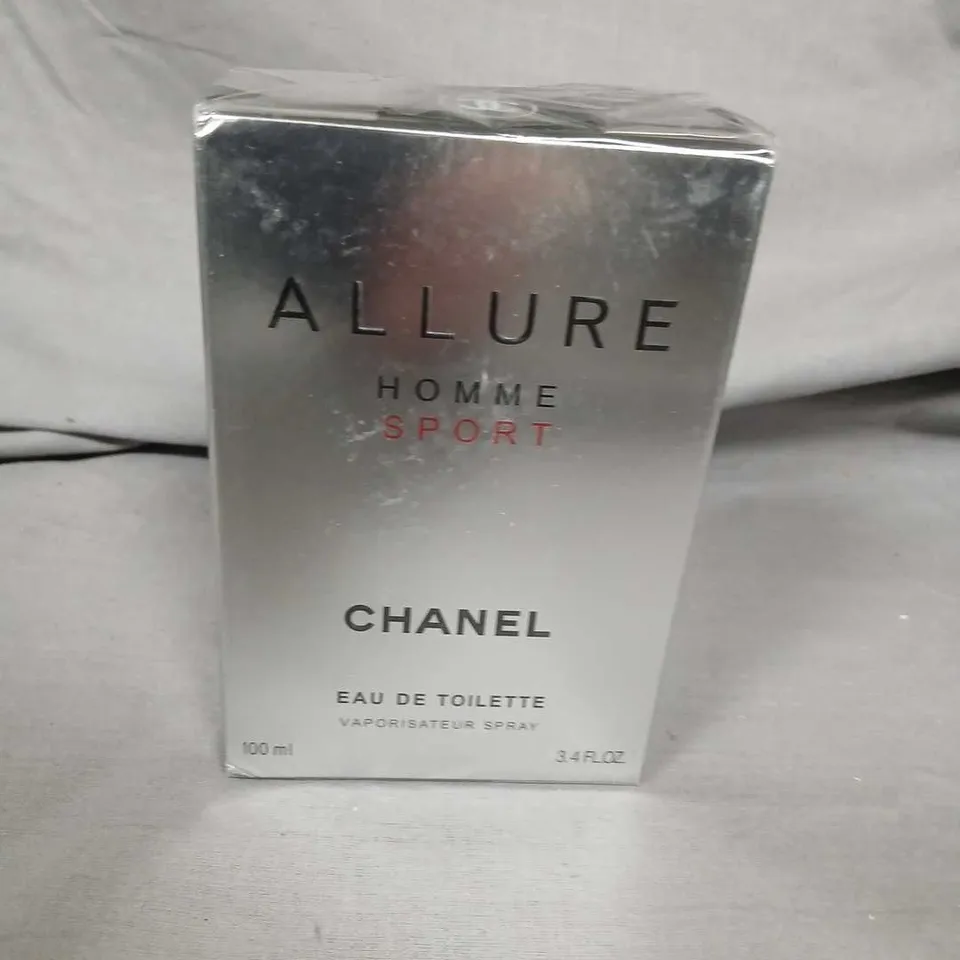 ALLURE
HOMME
SPORT
CHANEL
EAU DE TOILETTE
VAPORISATEUR SPRAY
100 ml 3.4 FL.OZ.